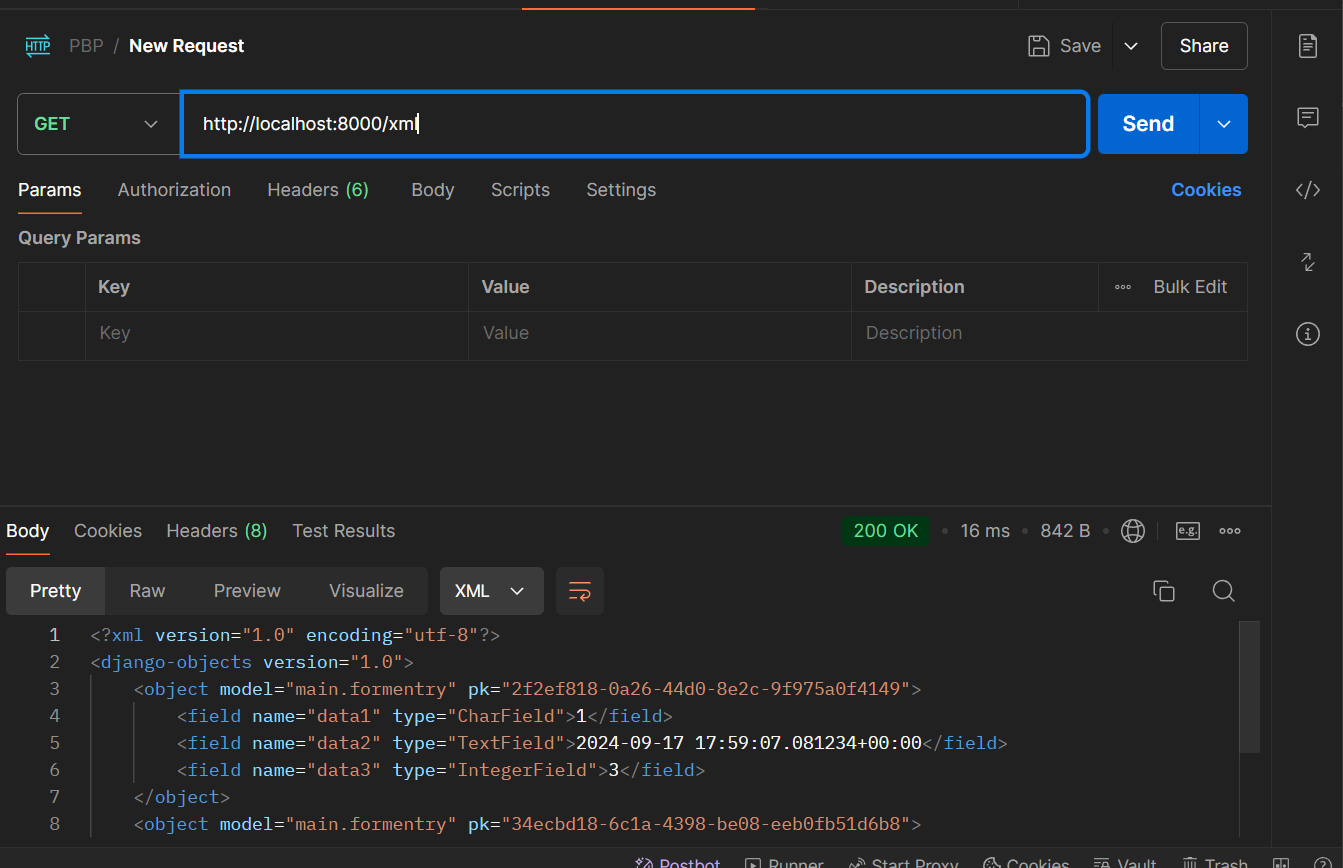 HTTP PBP / New Request Save Share
GET http://localhost:8000/xml Send
Params Authorization Headers (6) Body Scripts Settings Cookies
Query Params
Key Value Description Bulk Edit
Key Value Description
Body Cookies Headers (8) Test Results 200 OK 16 ms 842 B e.g.
Pretty Raw Preview Visualize XML
1 <?xml version="1.0" encoding="utf-8"?>
2 <django-objects version="1.0">
3 <object model="main.formentry" pk="2f2ef818-0a26-44d0-8e2c-9f975a0f4149">
4 <field name="data1" type="CharField">1</field>
5 <field name="data2" type="TextField">2024-09-17 17:59:07.081234+00:00</field>
6 <field name="data3" type="IntegerField">3</field>
7 </object>
8 <object model="main.formentry" pk="34ecbd18-6c1a-4398-be08-eeb0fb51d6b8">
Postbot Runner Start Proxy Cookies Vault Trash